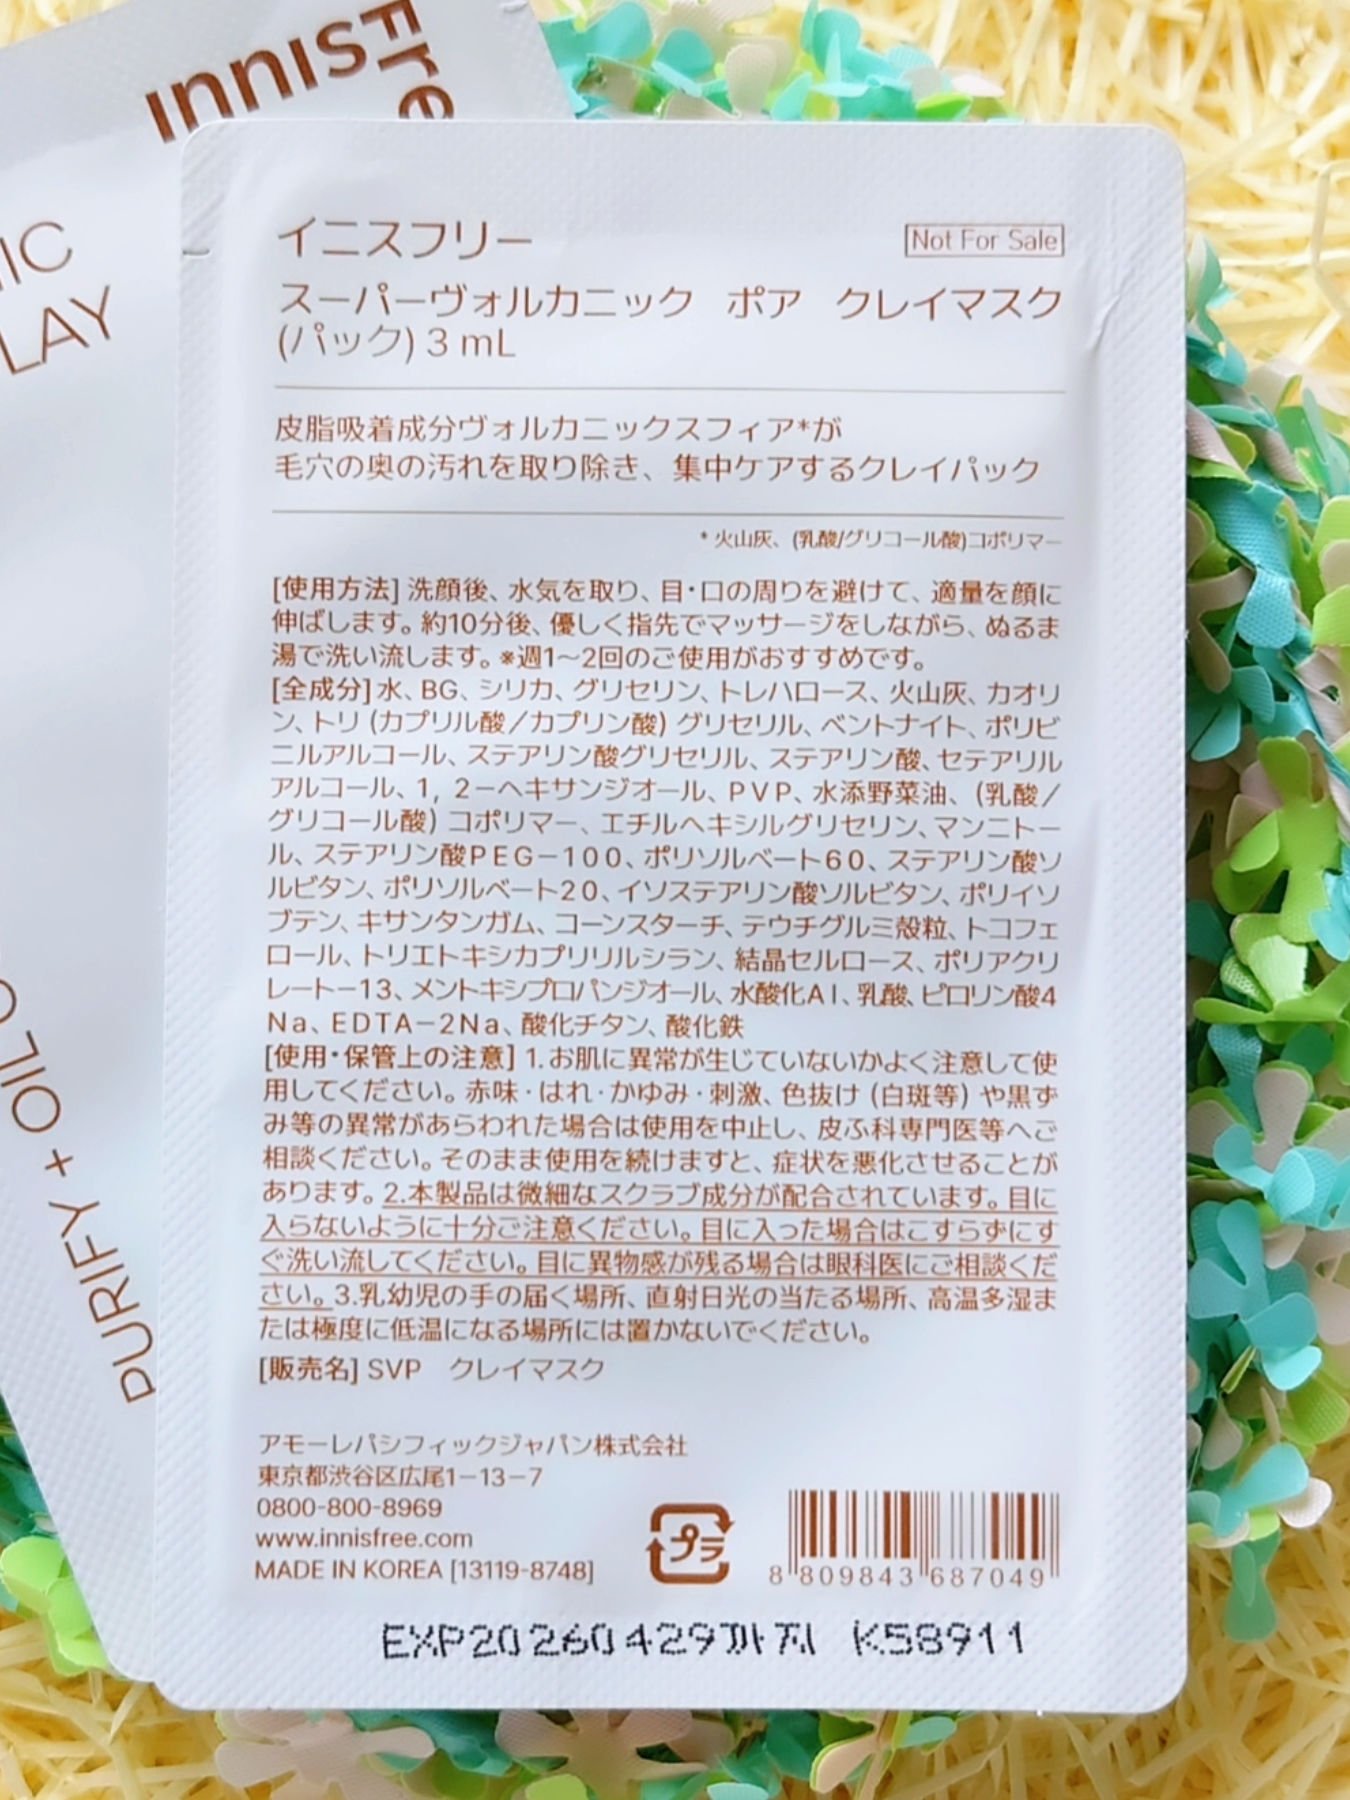 innisfree
IC
LAY
PURIFY + OIL
イニスフリー
Not For Sale
スーパーヴォルカニック ポア クレイマスク
(パック) 3 mL
皮脂吸着成分ヴォルカニックスフィア*が
毛穴の奥の汚れを取り除き、集中ケアするクレイパック
* 火山灰、(乳酸/グリコール酸)コポリマー
[使用方法] 洗顔後、水気を取り、目・口の周りを避けて、適量を顔に
伸ばします。約10分後、優しく指先でマッサージをしながら、ぬるま
湯で洗い流します。※週1～2回のご使用がおすすめです。
[全成分] 水、BG、シリカ、グリセリン、トレハロース、火山灰、カオリ
ン、トリ (カプリル酸／カプリン酸) グリセリル、ベントナイト、ポリビ
ニルアルコール、ステアリン酸グリセリル、ステアリン酸、セテアリル
アルコール、1, 2－ヘキサンジオール、PVP、水添野菜油、(乳酸／
グリコール酸) コポリマー、エチルヘキシルグリセリン、マンニトー
ル、ステアリン酸PEG－100、ポリソルベート60、ステアリン酸ソ
ルビタン、ポリソルベート20、イソステアリン酸ソルビタン、ポリイソ
ブテン、キサンタンガム、コーンスターチ、テウチグルミ殻粒、トコフェ
ロール、トリエトキシカプリリルシラン、結晶セルロース、ポリアクリ
レート－13、メントキシプロパンジオール、水酸化Al、乳酸、ピロリン酸4
Na、EDTA－2Na、酸化チタン、酸化鉄
[使用・保管上の注意] 1.お肌に異常が生じていないかよく注意して使
用してください。赤味・はれ・かゆみ・刺激、色抜け (白斑等) や黒ず
み等の異常があらわれた場合は使用を中止し、皮ふ科専門医等へご
相談ください。そのまま使用を続けますと、症状を悪化させることが
あります。2.本製品は微細なスクラブ成分が配合されています。目に
入らないように十分ご注意ください。目に入った場合はこすらずにす
ぐ洗い流してください。目に異物感が残る場合は眼科医にご相談くだ
さい。3.乳幼児の手の届く場所、直射日光の当たる場所、高温多湿ま
たは極度に低温になる場所には置かないでください。
[販売名] SVP クレイマスク
アモーレパシフィックジャパン株式会社
東京都渋谷区広尾1－13－7
0800-800-8969
www.innisfree.com
MADE IN KOREA [13119-8748]
プラ
8 809843 687049
EXP20260429까지 K58911